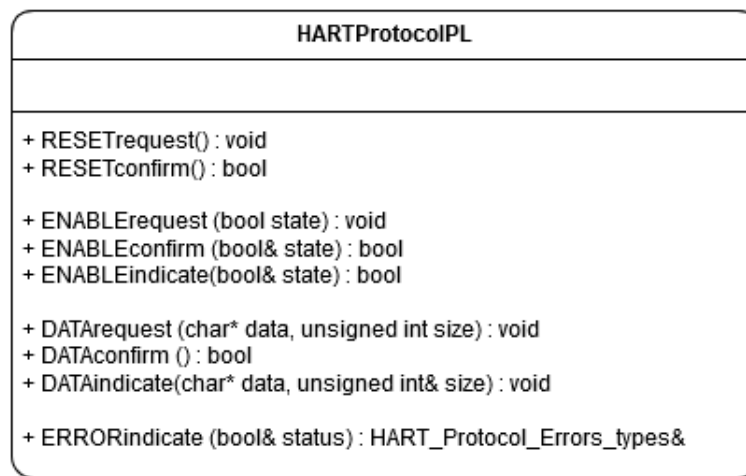 HARTProtocolPL
+ RESETrequest() : void
+ RESETconfirm() : bool
+ ENABLErequest (bool state) : void
+ ENABLEconfirm (bool& state) : bool
+ ENABLEindicate(bool& state) : bool
+ DATArequest (char* data, unsigned int size) : void
+ DATAconfirm () : bool
+ DATAindicate(char* data, unsigned int& size) : void
+ ERRORindicate (bool& status) : HART_Protocol_Errors_types&